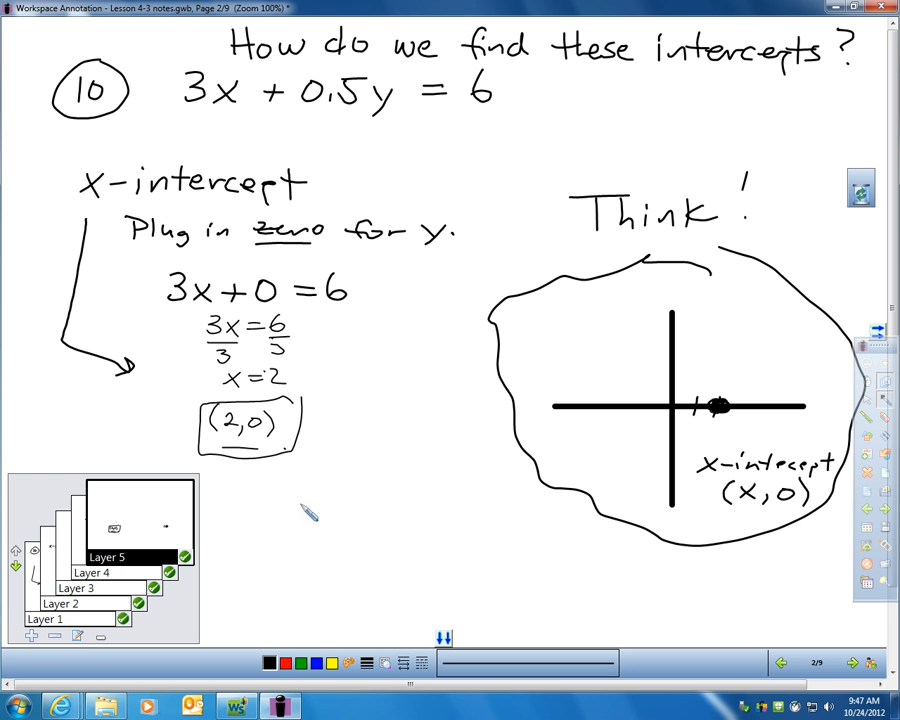 Workspace Annotation - Lesson 4-3 notes.gwb, Page 2/9 (Zoom 100%) *
How do we find these intercepts?
10 3x + 0.5y = 6
x-intercept
Think!
Plug in zero for y.
3x + 0 = 6
3x = 6
3 3
x = 2
(2,0)
x-intercept
(x, 0)
Layer 5
Layer 4
Layer 3
Layer 2
Layer 1
2/9
9:47 AM
10/24/2012